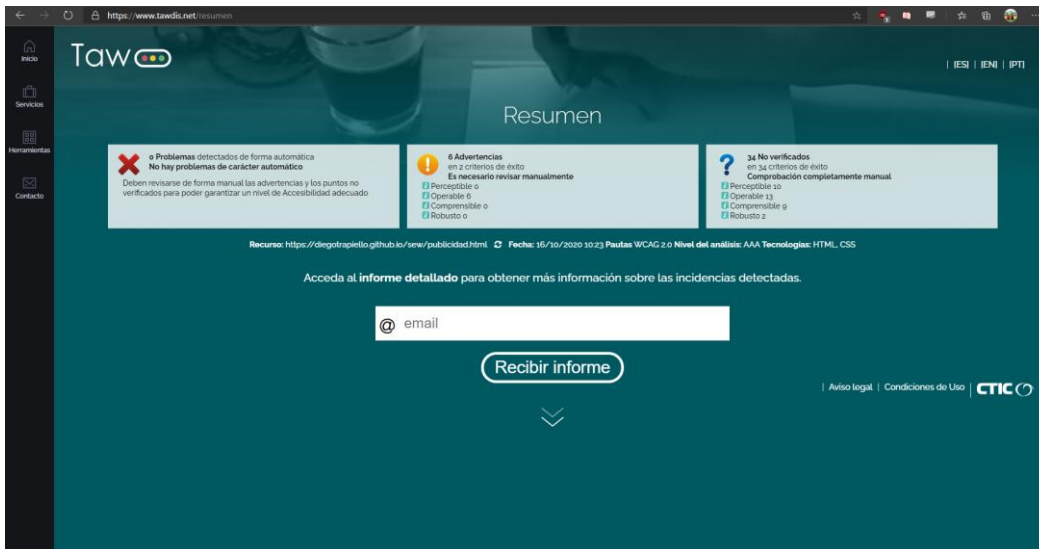 https://www.tawdis.net/resumen
Inicio
Servicios
Herramientas
Contacto
Taw
| |ES| | |EN| | |PT|
Resumen
0 Problemas detectados de forma automática
No hay problemas de carácter automático
Deben revisarse de forma manual las advertencias y los puntos no
verificados para poder garantizar un nivel de Accesibilidad adecuado
6 Advertencias
en 2 criterios de éxito
Es necesario revisar manualmente
Perceptible 0
Operable 6
Comprensible 0
Robusto 0
34 No verificados
en 34 criterios de éxito
Comprobación completamente manual
Perceptible 10
Operable 13
Comprensible 9
Robusto 2
Recurso: https://diegotrapiello.github.io/sew/publicidad.html Fecha: 16/10/2020 10:23 Pautas WCAG 2.0 Nivel del análisis: AAA Tecnologías: HTML, CSS
Acceda al informe detallado para obtener más información sobre las incidencias detectadas.
@ email
Recibir informe
| Aviso legal | Condiciones de Uso | CTIC